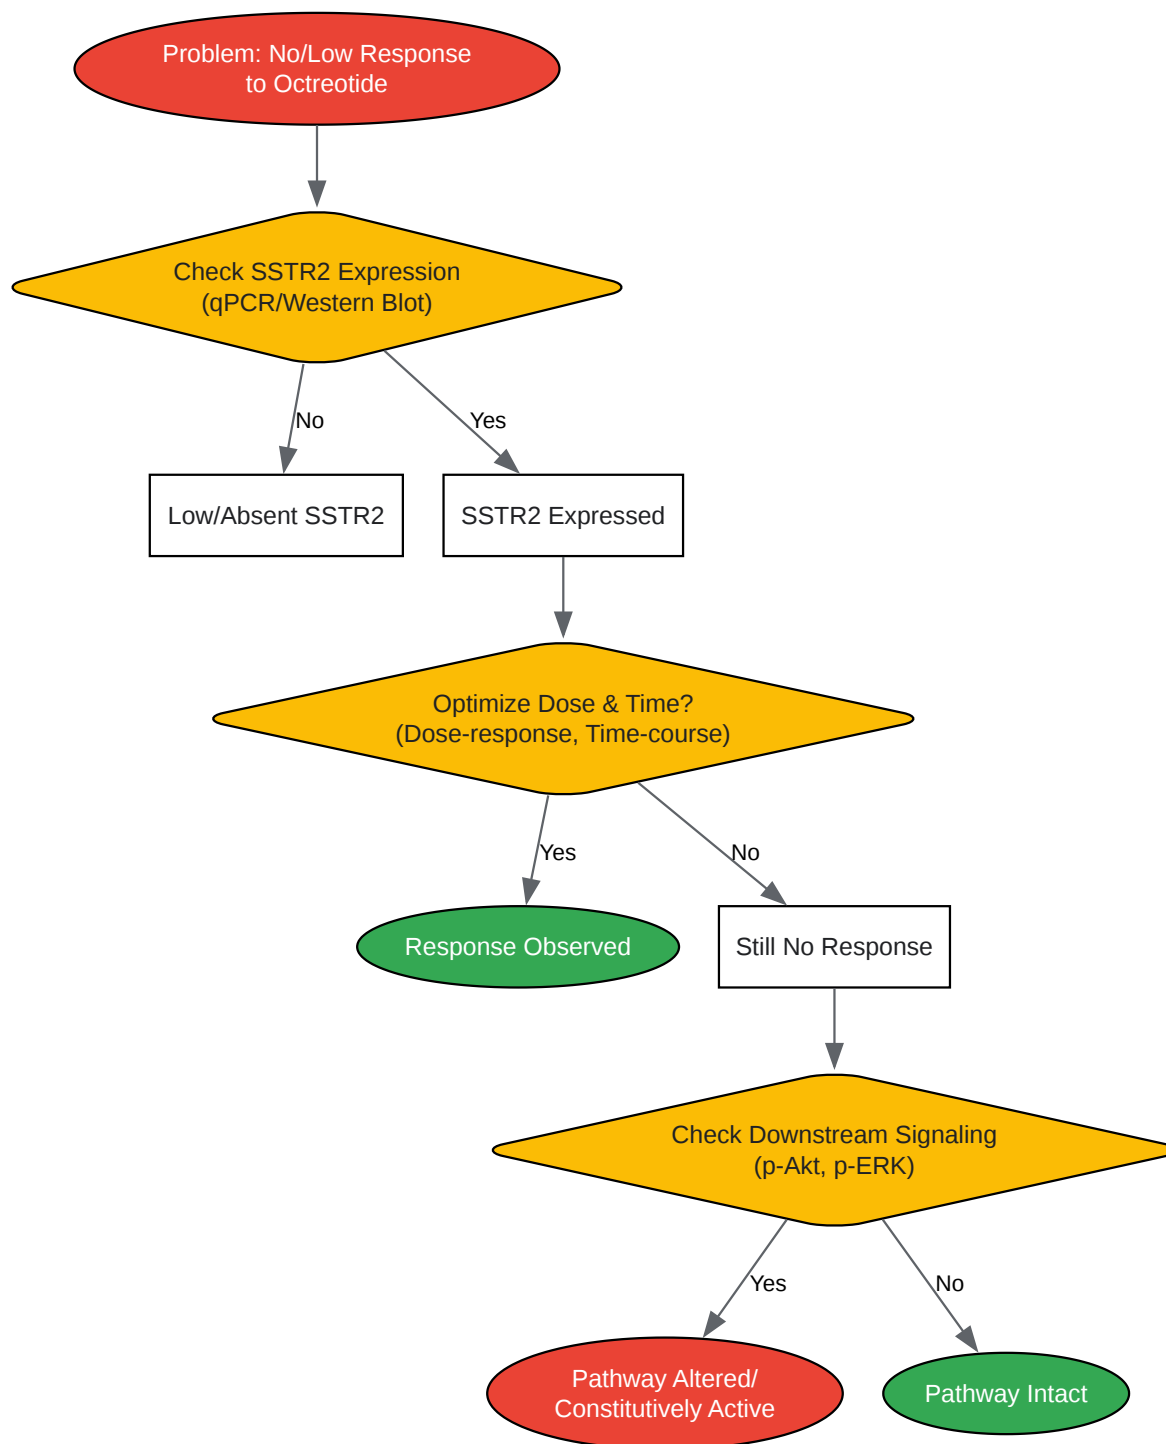 Problem: No/Low Response
to Octreotide
Check SSTR2 Expression
(qPCR/Western Blot)
No
Yes
Low/Absent SSTR2
SSTR2 Expressed
Optimize Dose & Time?
(Dose-response, Time-course)
Yes
No
Response Observed
Still No Response
Check Downstream Signaling
(p-Akt, p-ERK)
Yes
No
Pathway Altered/
Constitutively Active
Pathway Intact